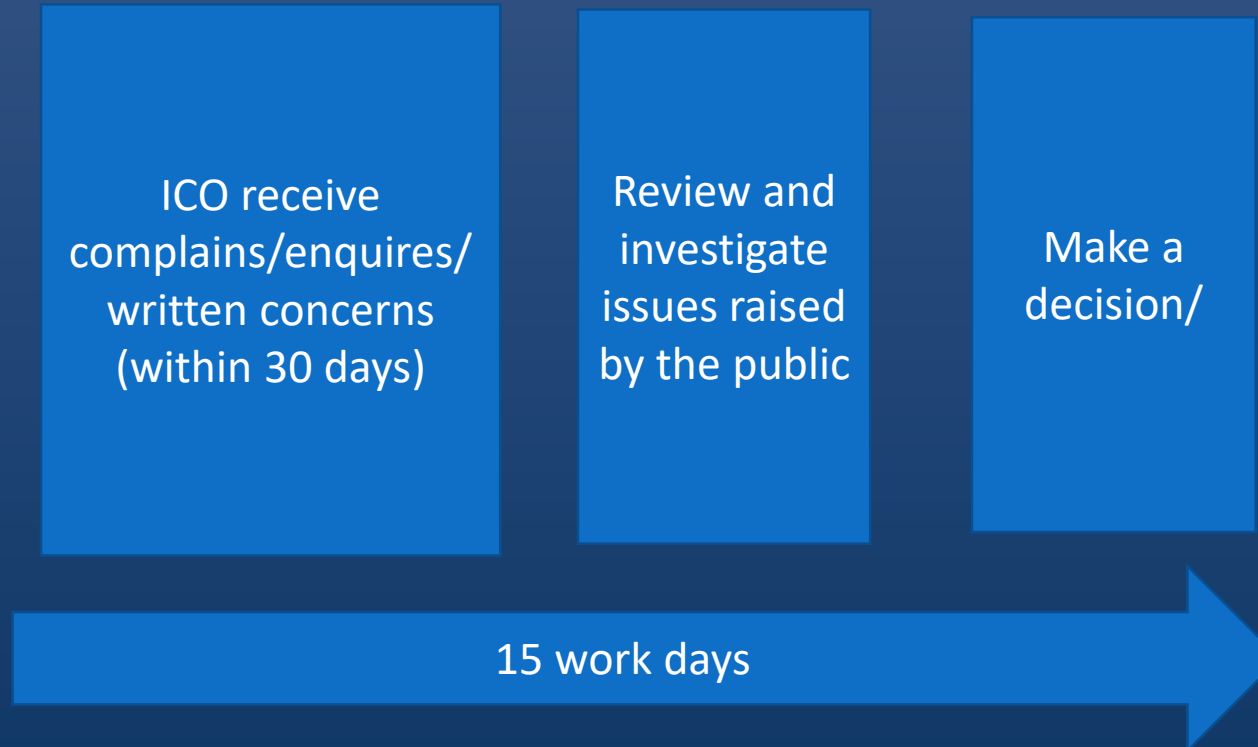 ICO receive
complains/enquires/
written concerns
(within 30 days)
Review and
investigate
issues raised
by the public
Make a
decision/
15 work days